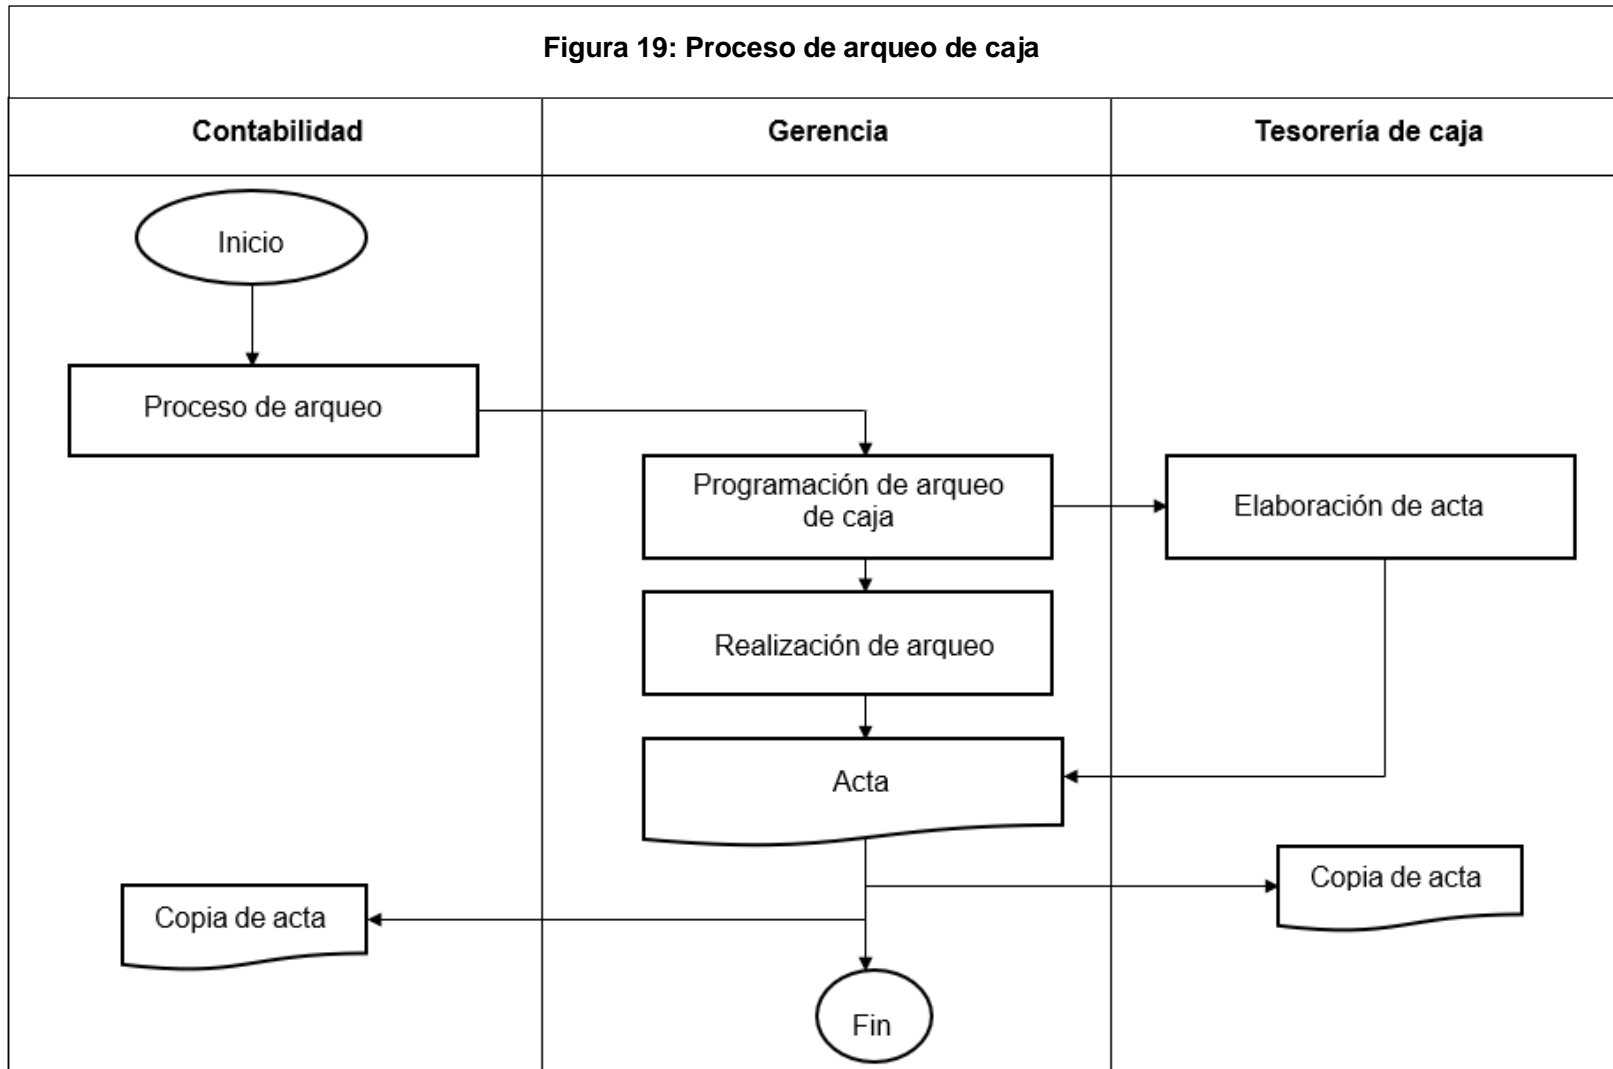 Figura 19: Proceso de arqueo de caja
Contabilidad
Gerencia
Tesorería de caja
Inicio
Proceso de arqueo
Programación de arqueo
de caja
Elaboración de acta
Realización de arqueo
Acta
Copia de acta
Copia de acta
Fin